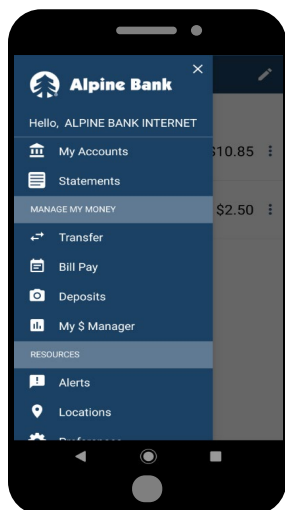 Alpine Bank
Hello, ALPINE BANK INTERNET
My Accounts
$10.85
Statements
MANAGE MY MONEY
$2.50
Transfer
Bill Pay
Deposits
My $ Manager
RESOURCES
Alerts
Locations
Preferences